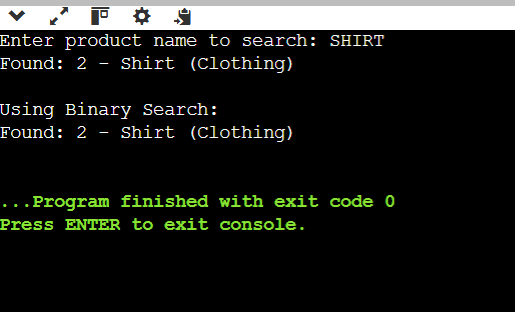 Enter product name to search: SHIRT
Found: 2 - Shirt (Clothing)
Using Binary Search:
Found: 2 - Shirt (Clothing)
...Program finished with exit code 0
Press ENTER to exit console.